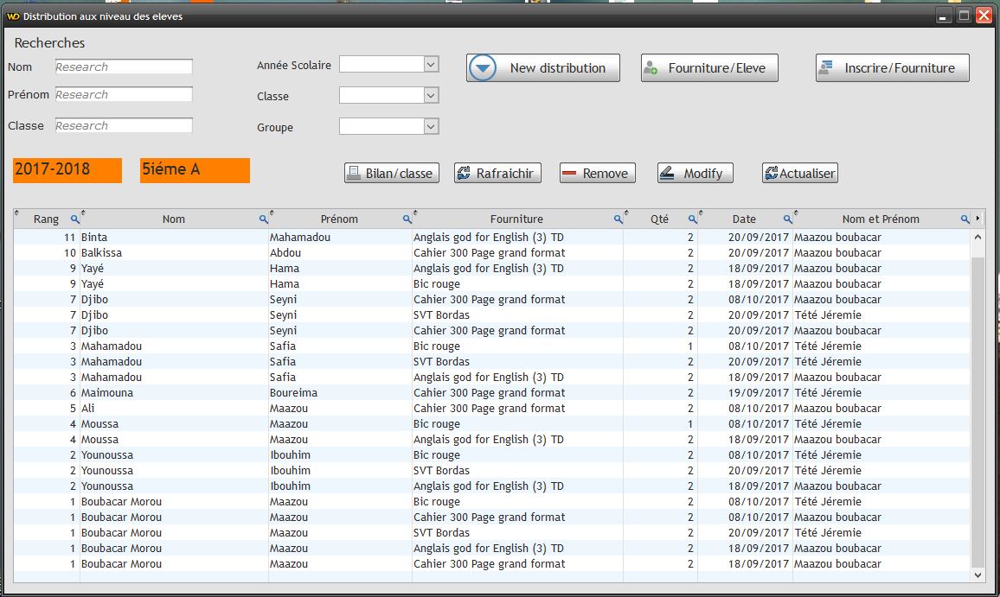 WD Distribution aux niveau des eleves
Recherches
Nom Research Année Scolaire New distribution Fourniture/Eleve Inscrire/Fourniture
Prénom Research Classe
Classe Research Groupe
2017-2018 5iéme A Bilan/classe Rafraichir Remove Modify Actualiser
Rang Nom Prénom Fourniture Qté Date Nom et Prénom
11 Binta Mahamadou Anglais god for English (3) TD 2 20/09/2017 Maazou boubacar
10 Balkissa Abdou Cahier 300 Page grand format 2 20/09/2017 Maazou boubacar
9 Yayé Hama Anglais god for English (3) TD 2 18/09/2017 Maazou boubacar
9 Yayé Hama Bic rouge 2 18/09/2017 Maazou boubacar
7 Djibo Seyni Cahier 300 Page grand format 2 08/10/2017 Maazou boubacar
7 Djibo Seyni SVT Bordas 2 20/09/2017 Tété Jéremie
7 Djibo Seyni Cahier 300 Page grand format 2 20/09/2017 Maazou boubacar
3 Mahamadou Safia Bic rouge 1 08/10/2017 Tété Jéremie
3 Mahamadou Safia SVT Bordas 2 20/09/2017 Tété Jéremie
3 Mahamadou Safia Anglais god for English (3) TD 2 18/09/2017 Maazou boubacar
6 Maimouna Boureima Cahier 300 Page grand format 2 19/09/2017 Tété Jéremie
5 Ali Maazou Cahier 300 Page grand format 2 08/10/2017 Maazou boubacar
4 Moussa Maazou Bic rouge 1 08/10/2017 Tété Jéremie
4 Moussa Maazou Anglais god for English (3) TD 2 18/09/2017 Maazou boubacar
2 Younoussa Ibouhim Bic rouge 2 08/10/2017 Tété Jéremie
2 Younoussa Ibouhim SVT Bordas 2 20/09/2017 Tété Jéremie
2 Younoussa Ibouhim Anglais god for English (3) TD 2 18/09/2017 Maazou boubacar
1 Boubacar Morou Maazou Bic rouge 2 08/10/2017 Tété Jéremie
1 Boubacar Morou Maazou Cahier 300 Page grand format 2 08/10/2017 Maazou boubacar
1 Boubacar Morou Maazou SVT Bordas 2 20/09/2017 Tété Jéremie
1 Boubacar Morou Maazou Anglais god for English (3) TD 2 18/09/2017 Maazou boubacar
1 Boubacar Morou Maazou Cahier 300 Page grand format 2 18/09/2017 Maazou boubacar